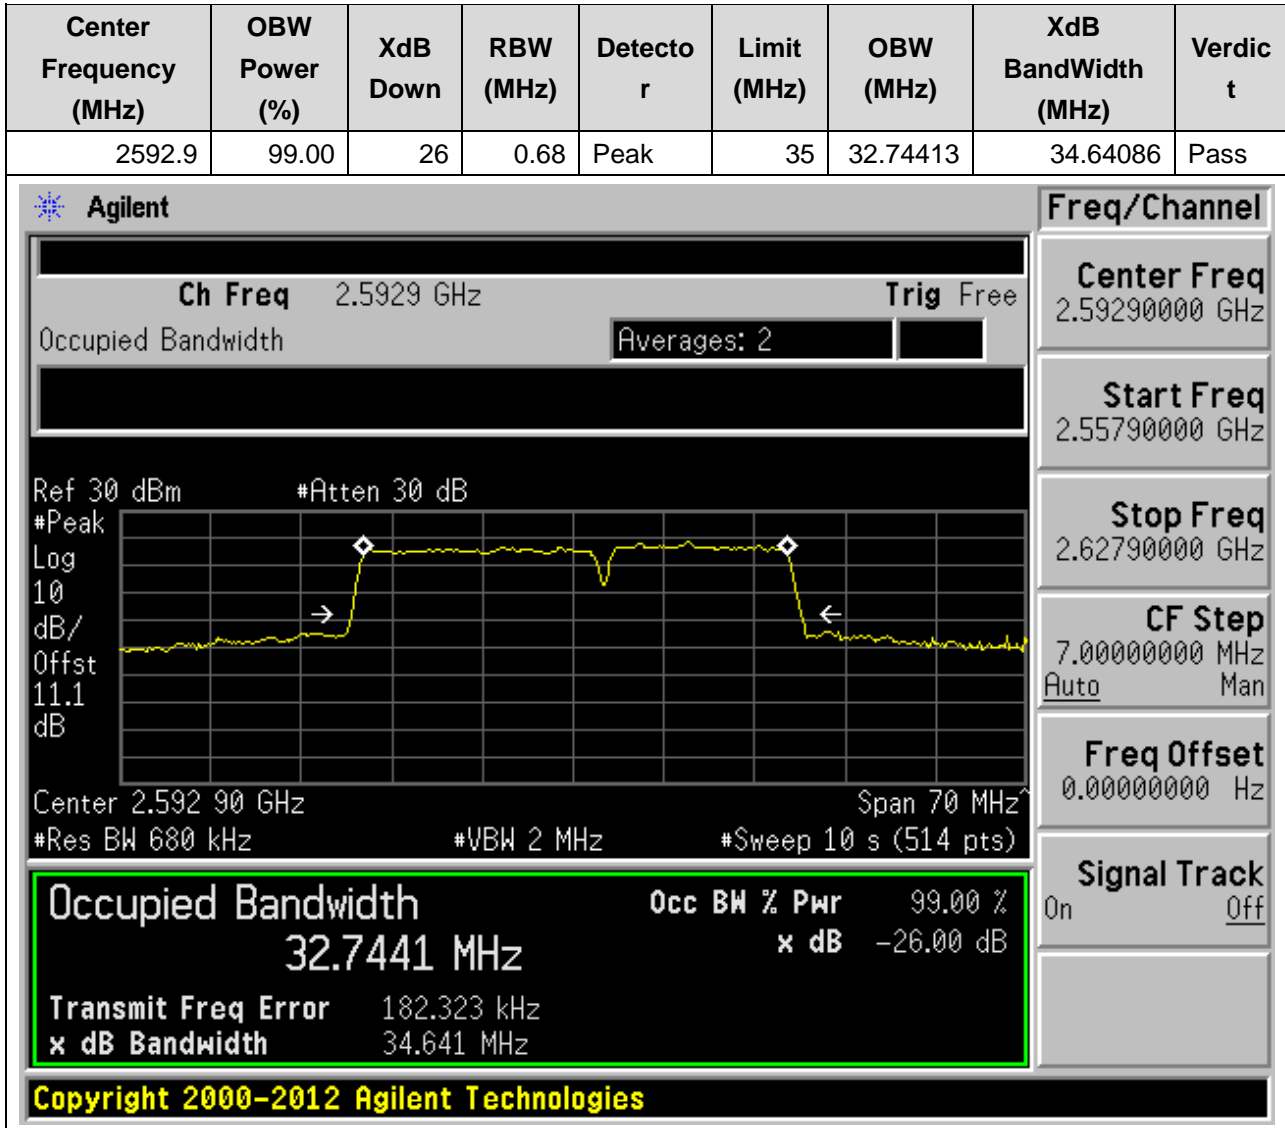 Center Frequency (MHz) OBW Power (%) XdB Down RBW (MHz) Detector Limit (MHz) OBW (MHz) XdB BandWidth (MHz) Verdict
2592.9 99.00 26 0.68 Peak 35 32.74413 34.64086 Pass
Agilent
Freq/Channel
Ch Freq 2.5929 GHz Trig Free
Occupied Bandwidth Averages: 2
Center Freq
2.59290000 GHz
Start Freq
2.55790000 GHz
Stop Freq
2.62790000 GHz
CF Step
7.00000000 MHz
Auto Man
Freq Offset
0.00000000 Hz
Signal Track
On Off
Ref 30 dBm #Atten 30 dB
#Peak
Log
10
dB/
Offst
11.1
dB
Center 2.592 90 GHz Span 70 MHz^
#Res BW 680 kHz #VBW 2 MHz #Sweep 10 s (514 pts)
Occupied Bandwidth Occ BW % Pwr 99.00 %
32.7441 MHz x dB -26.00 dB
Transmit Freq Error 182.323 kHz
x dB Bandwidth 34.641 MHz
Copyright 2000-2012 Agilent Technologies